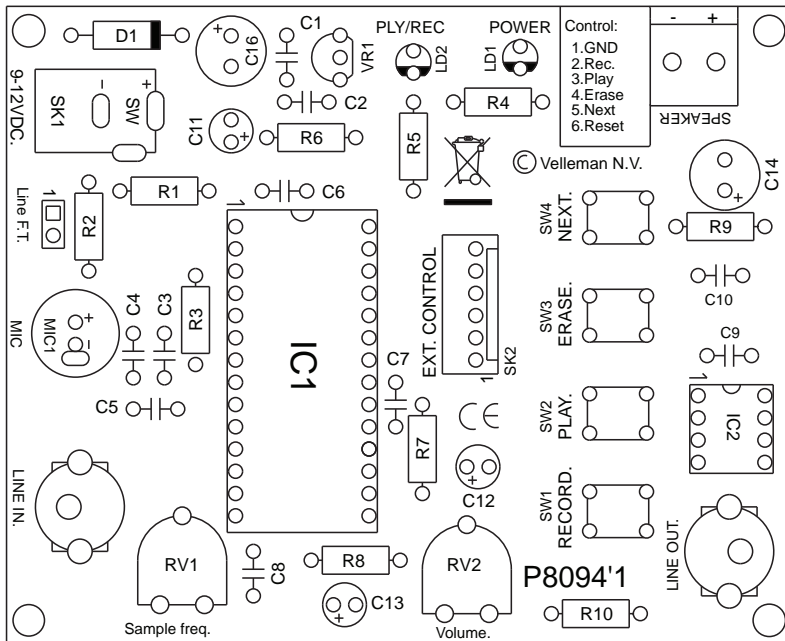 D1
C16
C1
VR1
PLY/REC
LD2
POWER
LD1
Control:
1.GND
2.Rec.
3.Play
4.Erase
5.Next
6.Reset
- +
SPEAKER
9-12VDC.
SK1
- +
SW
C11
+
C2
R6
R5
R4
© Velleman N.V.
C14
+
Line F.T.
1
R2
R1
1
C6
SW4
NEXT.
R9
C10
MIC
MIC1
+
-
C4
C3
R3
IC1
EXT. CONTROL
1
SK2
SW3
ERASE.
C9
C5
C7
R7
CE
SW2
PLAY.
1
IC2
C12
+
LINE IN.
SW1
RECORD.
LINE OUT.
RV1
C8
R8
RV2
P8094'1
C13
+
R10
Sample freq.
Volume.